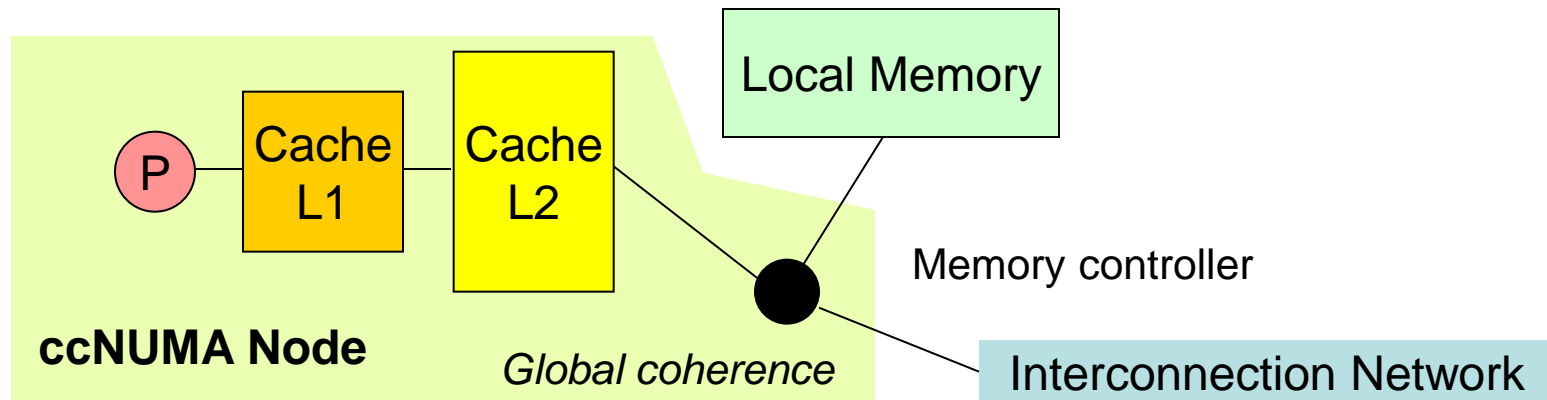 Local Memory
P
Cache
L1
Cache
L2
Memory controller
ccNUMA Node
Global coherence
Interconnection Network